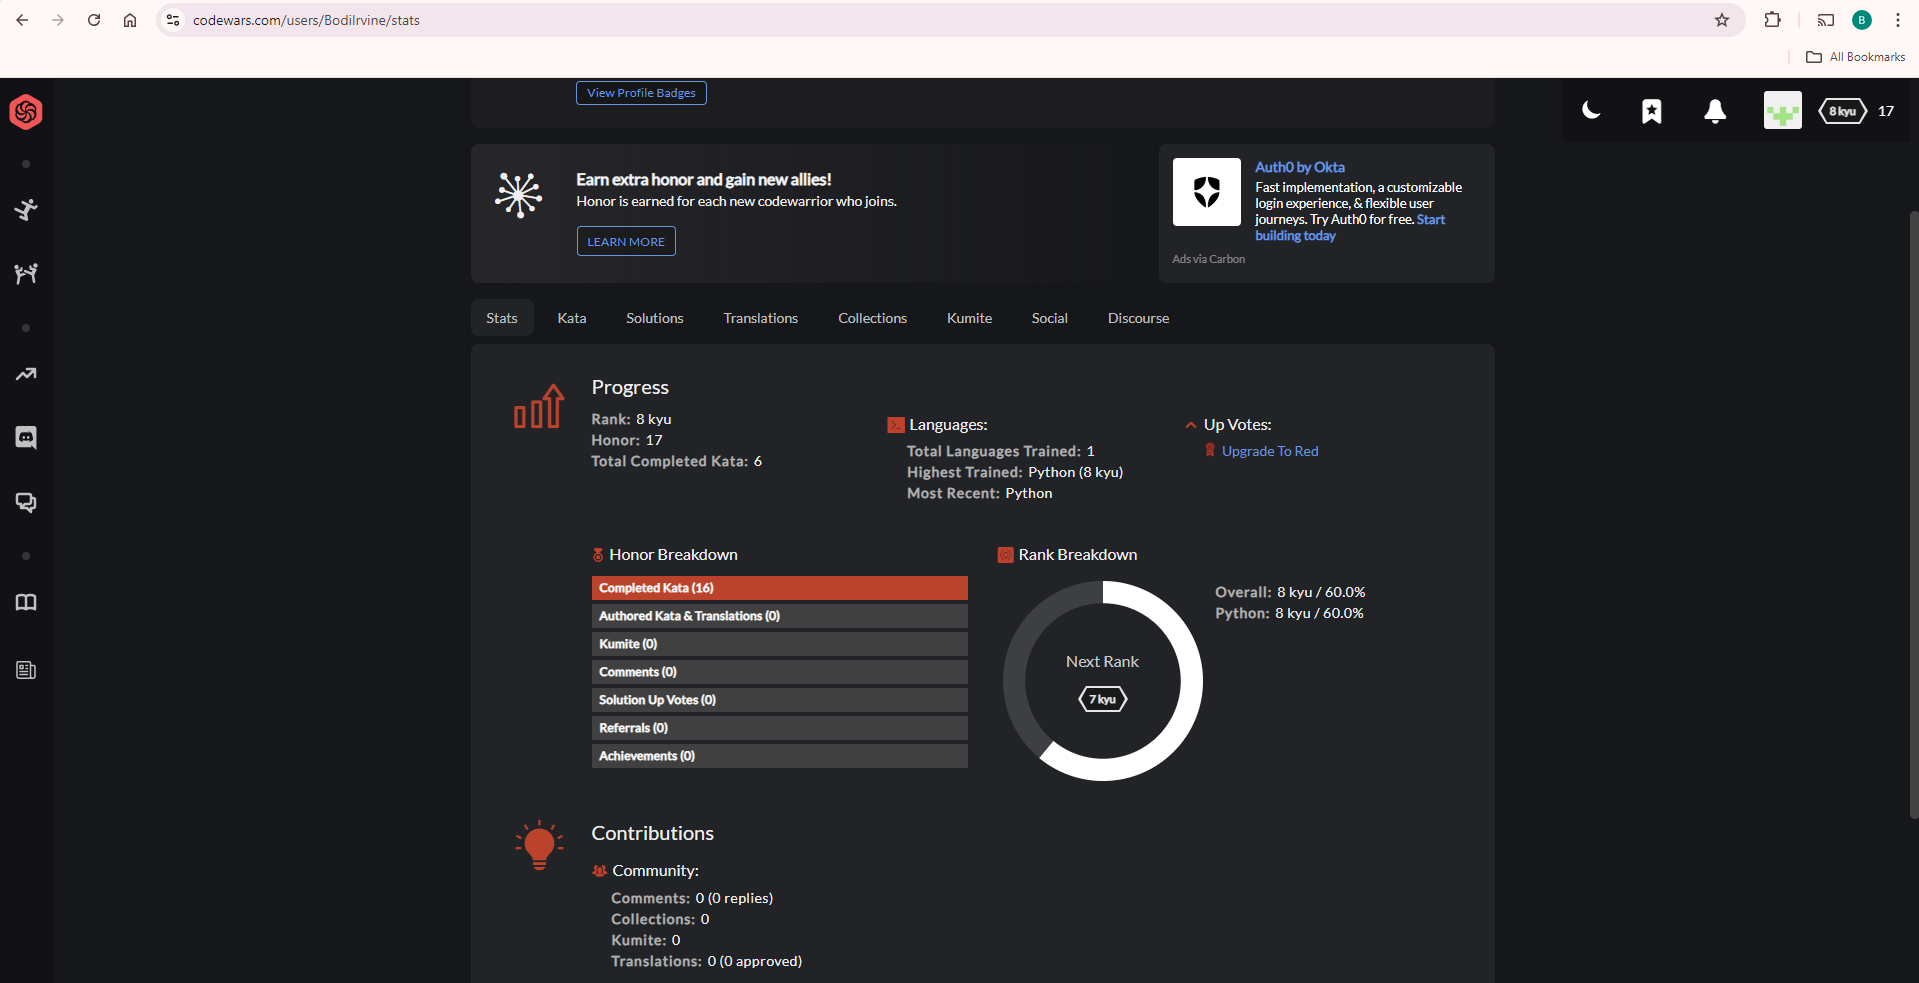 codewars.com/users/BodiIrvine/stats
B
All Bookmarks
View Profile Badges
8 kyu
17
Earn extra honor and gain new allies!
Honor is earned for each new codewarrior who joins.
LEARN MORE
Auth0 by Okta
Fast implementation, a customizable
login experience, & flexible user
journeys. Try Auth0 for free. Start
building today
Ads via Carbon
Stats Kata Solutions Translations Collections Kumite Social Discourse
Progress
Rank: 8 kyu
Honor: 17
Total Completed Kata: 6
Languages:
Total Languages Trained: 1
Highest Trained: Python (8 kyu)
Most Recent: Python
Up Votes:
Upgrade To Red
Honor Breakdown
Completed Kata (16)
Authored Kata & Translations (0)
Kumite (0)
Comments (0)
Solution Up Votes (0)
Referrals (0)
Achievements (0)
Rank Breakdown
Next Rank
7 kyu
Overall: 8 kyu / 60.0%
Python: 8 kyu / 60.0%
Contributions
Community:
Comments: 0 (0 replies)
Collections: 0
Kumite: 0
Translations: 0 (0 approved)